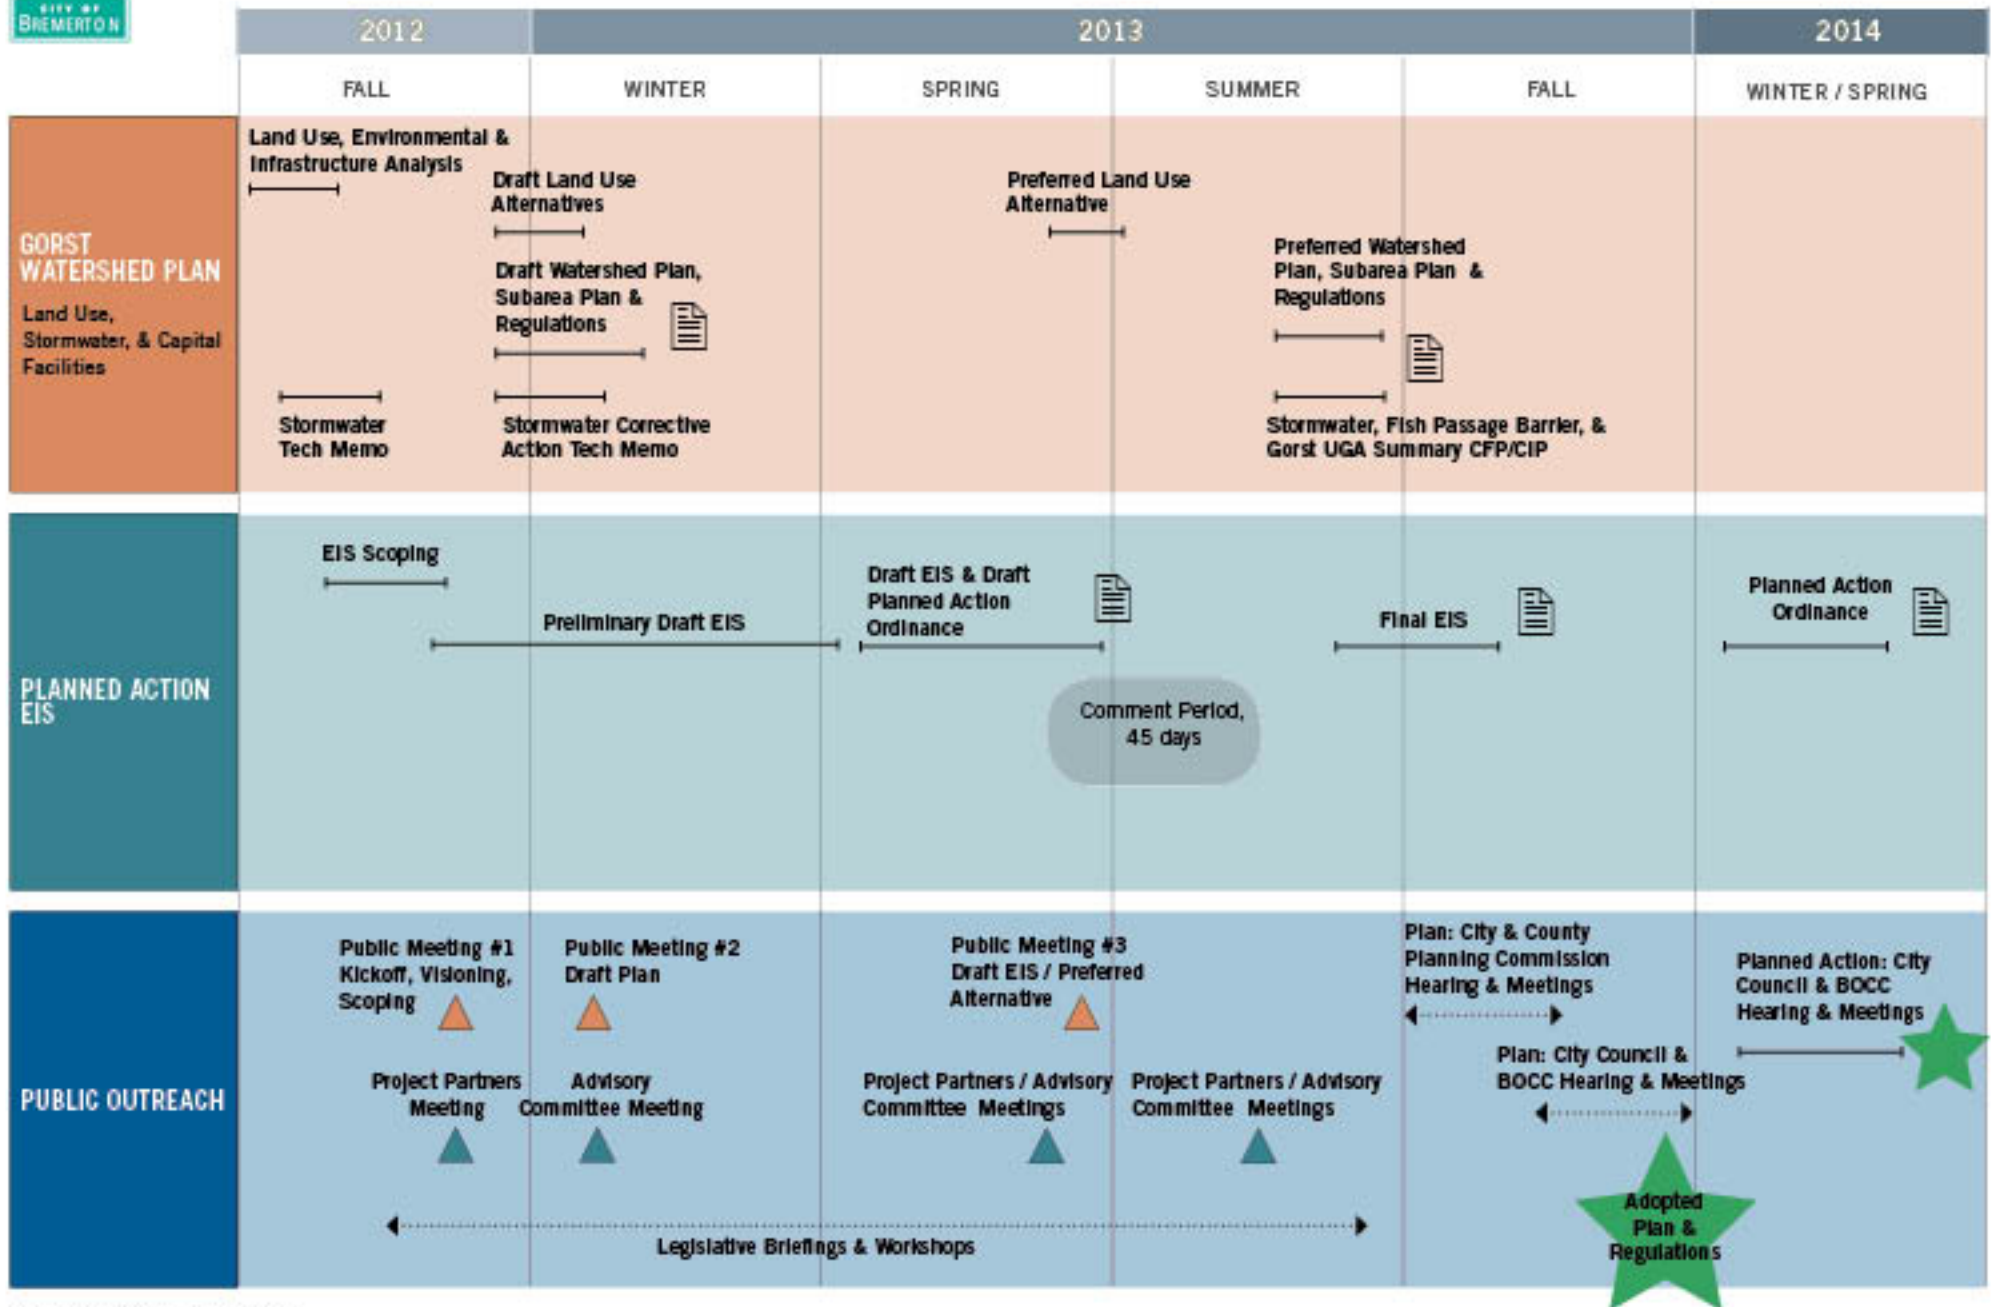 CITY OF
BREMERTON
2012
2013
2014
FALL
WINTER
SPRING
SUMMER
FALL
WINTER / SPRING
GORST
WATERSHED PLAN
Land Use,
Stormwater, & Capital
Facilities
Land Use, Environmental &
Infrastructure Analysis
Draft Land Use
Alternatives
Draft Watershed Plan,
Subarea Plan &
Regulations
Stormwater
Tech Memo
Stormwater Corrective
Action Tech Memo
Preferred Land Use
Alternative
Preferred Watershed
Plan, Subarea Plan &
Regulations
Stormwater, Fish Passage Barrier, &
Gorst UGA Summary CFP/CIP
PLANNED ACTION
EIS
EIS Scoping
Preliminary Draft EIS
Draft EIS & Draft
Planned Action
Ordinance
Comment Period,
45 days
Final EIS
Planned Action
Ordinance
PUBLIC OUTREACH
Public Meeting #1
Kickoff, Visioning,
Scoping
Public Meeting #2
Draft Plan
Public Meeting #3
Draft EIS / Preferred
Alternative
Plan: City & County
Planning Commission
Hearing & Meetings
Planned Action: City
Council & BOCC
Hearing & Meetings
Project Partners
Meeting
Advisory
Committee Meeting
Project Partners / Advisory
Committee Meetings
Project Partners / Advisory
Committee Meetings
Plan: City Council &
BOCC Hearing & Meetings
Legislative Briefings & Workshops
Adopted
Plan &
Regulations